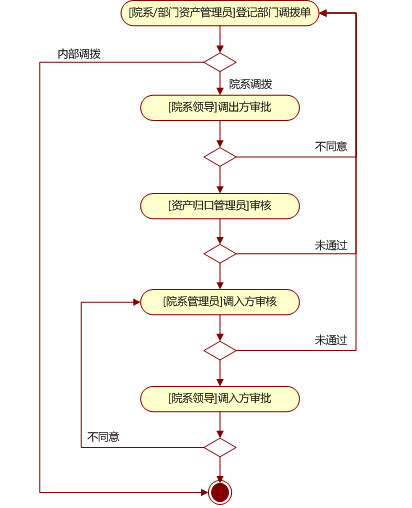 [院系/部门资产管理员]登记部门调拨单
内部调拨
院系调拨
[院系领导]调出方审批
不同意
[资产归口管理员]审核
未通过
[院系管理员]调入方审核
未通过
[院系领导]调入方审批
不同意